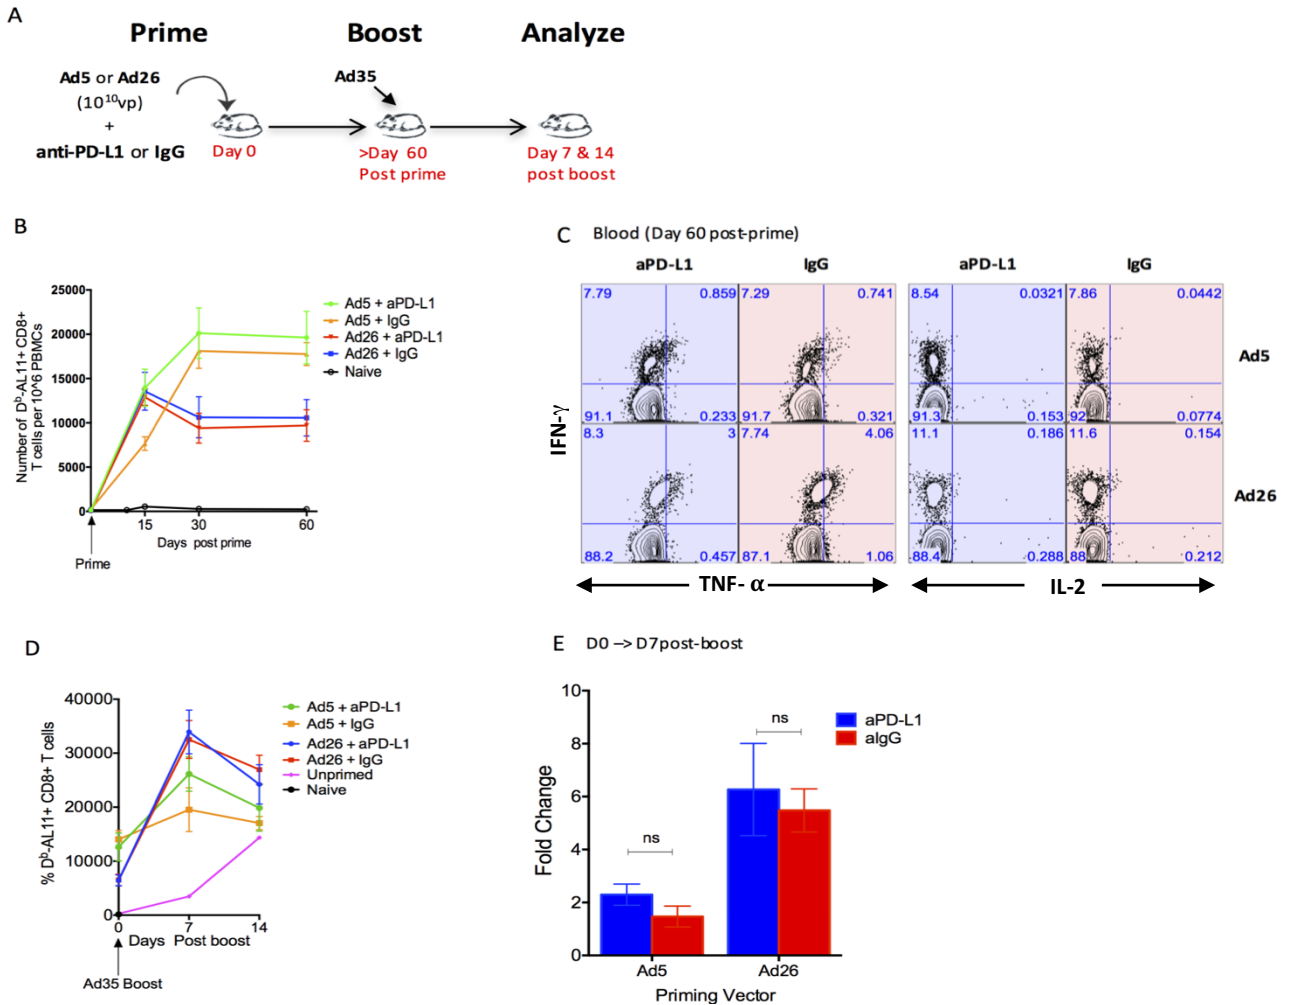 A
Prime
Boost
Analyze
Ad5 or Ad26
(10¹⁰vp)
+
anti-PD-L1 or IgG
Day 0
Ad35
>Day 60
Post prime
Day 7 & 14
post boost
B
Number of Dᵇ-AL11+ CD8+
T cells per 10^6 PBMCs
25000
20000
15000
10000
5000
0
15
30
60
Days post prime
Prime
Ad5 + aPD-L1
Ad5 + IgG
Ad26 + aPD-L1
Ad26 + IgG
Naive
C
Blood (Day 60 post-prime)
aPD-L1
IgG
aPD-L1
IgG
7.79 0.859 7.29 0.741 8.54 0.0321 7.86 0.0442
Ad5
91.1 0.233 91.7 0.321 91.3 0.153 92 0.0774
8.3 3 7.74 4.06 11.1 0.186 11.6 0.154
Ad26
88.2 0.457 87.1 1.06 88.4 0.288 88 0.212
IFN-γ
TNF- α
IL-2
D
% Dᵇ-AL11+ CD8+ T cells
40000
30000
20000
10000
0
0
7
14
Days Post boost
Ad35 Boost
Ad5 + aPD-L1
Ad5 + IgG
Ad26 + aPD-L1
Ad26 + IgG
Unprimed
Naive
E
D0 –> D7post-boost
Fold Change
10
8
6
4
2
0
ns
ns
aPD-L1
aIgG
Ad5
Ad26
Priming Vector